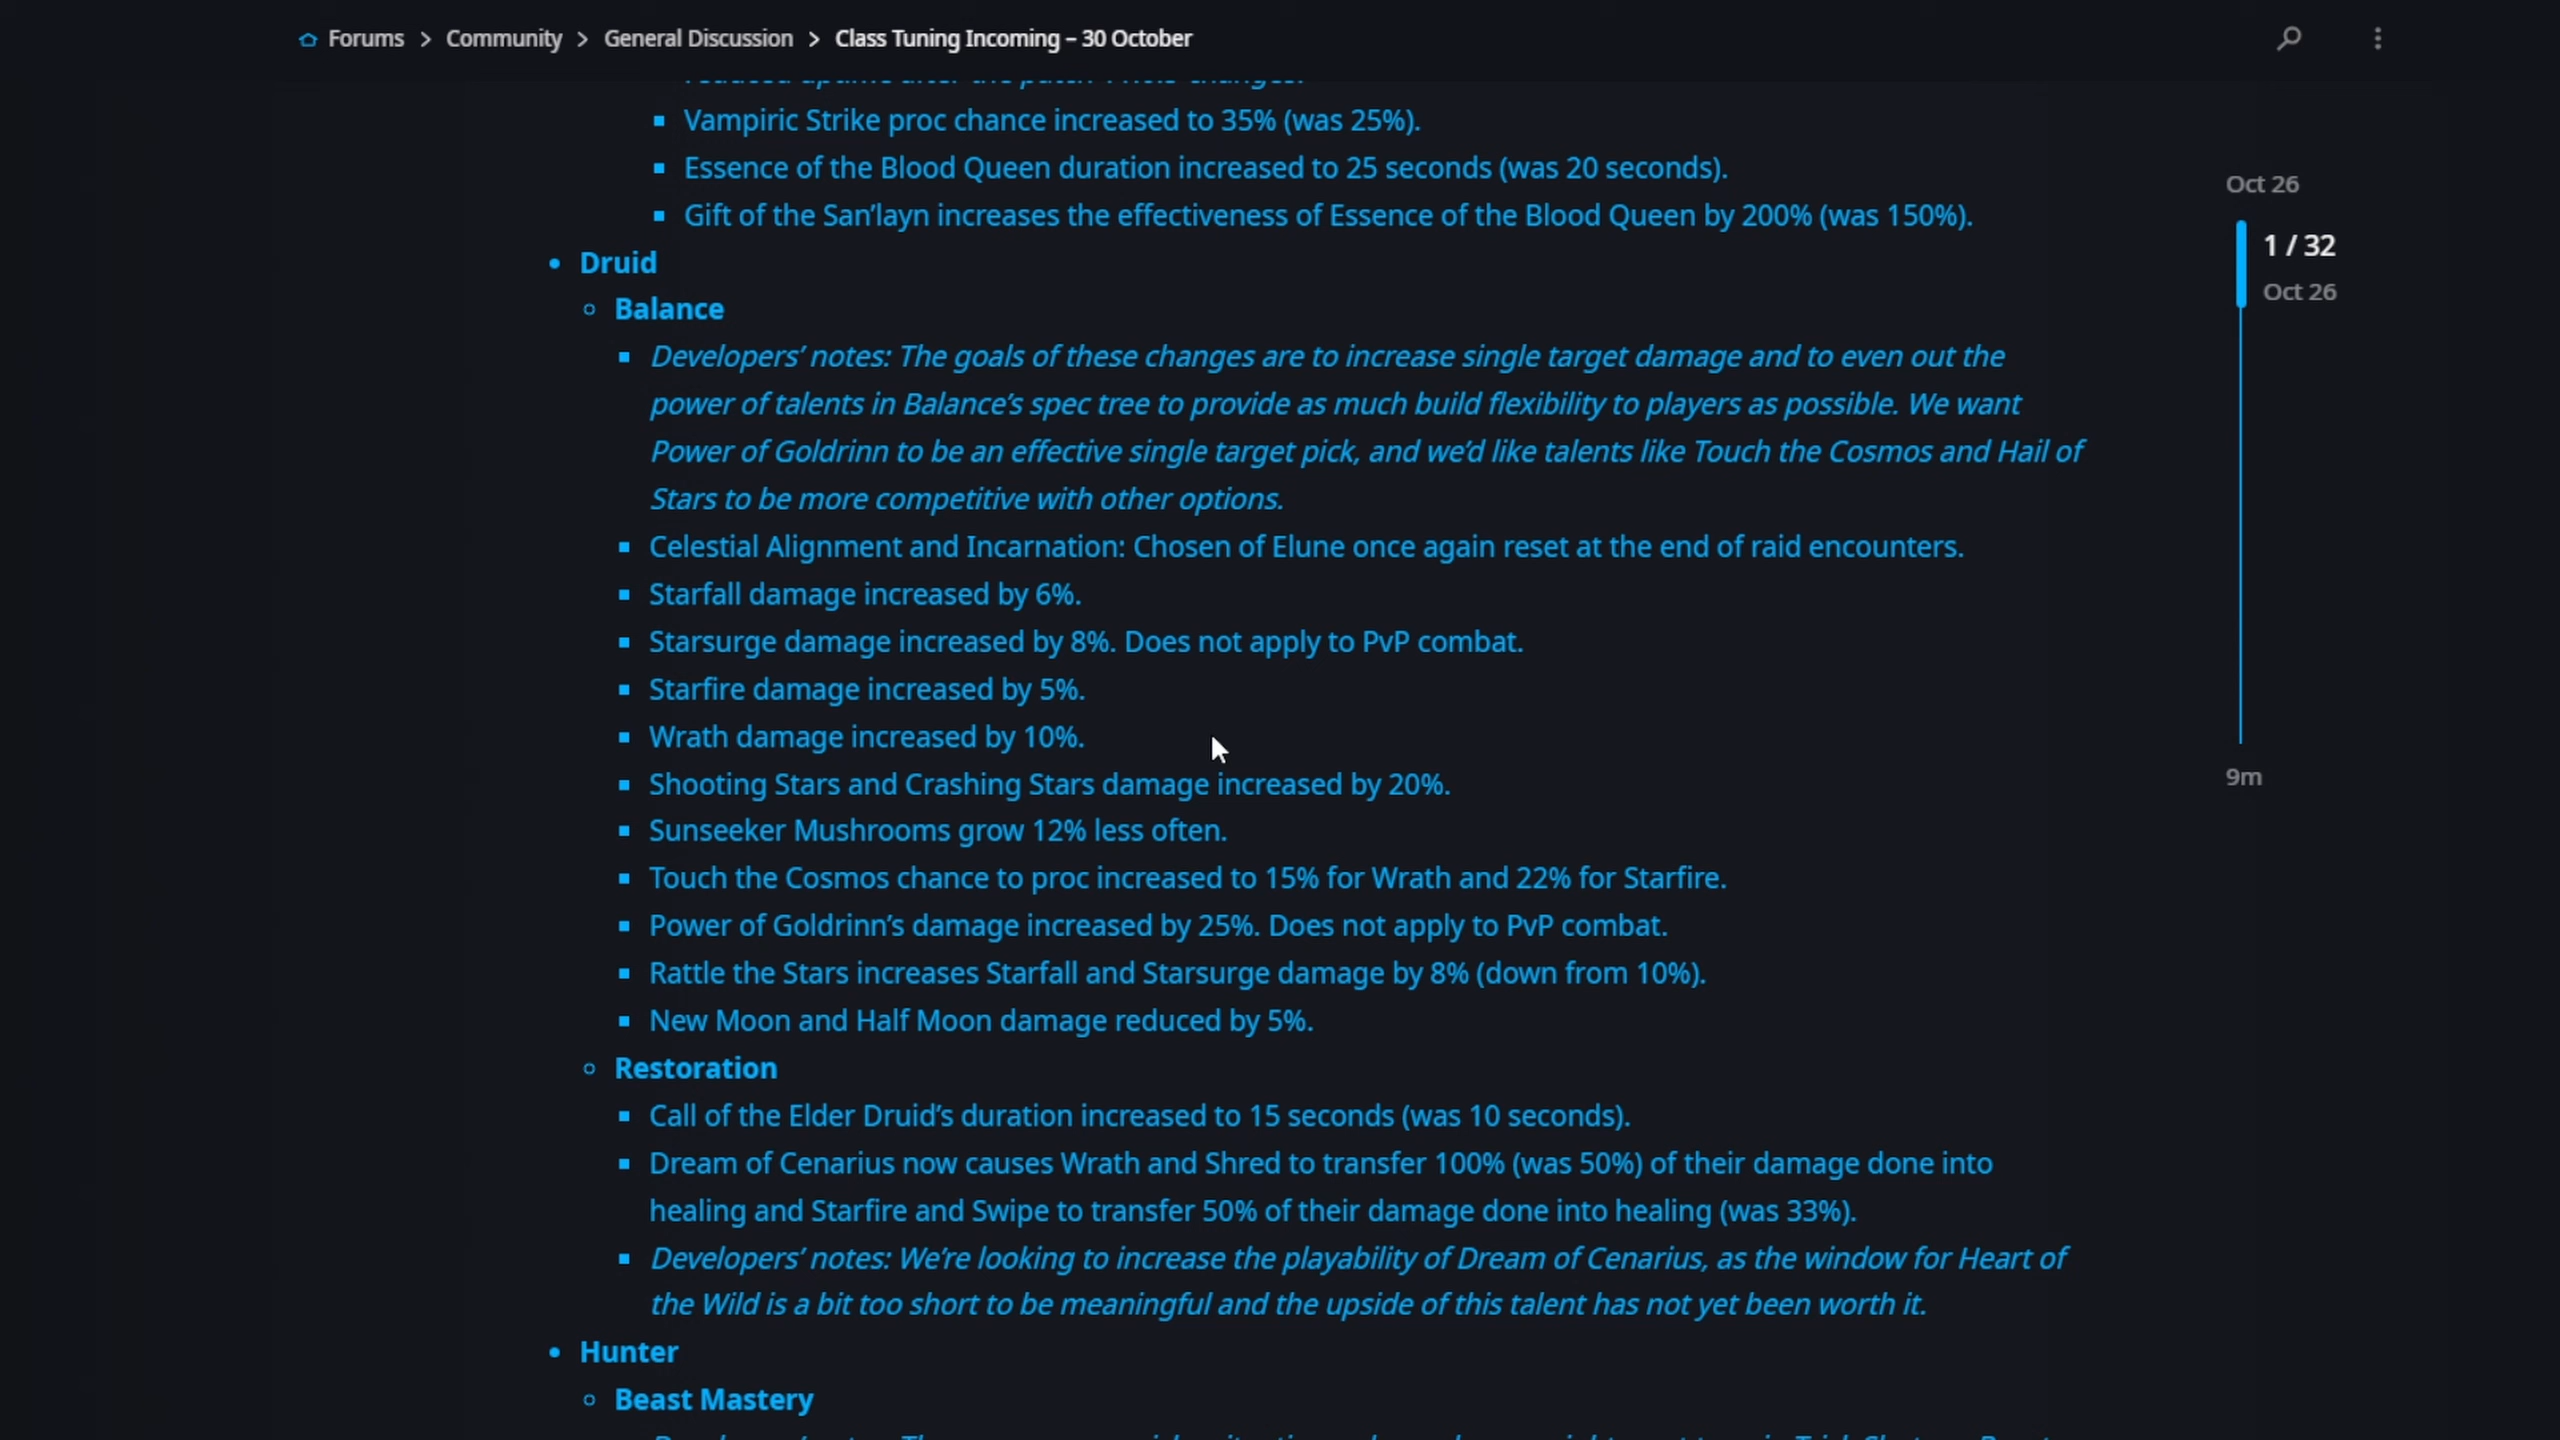 Forums > Community > General Discussion > Class Tuning Incoming – 30 October
Vampiric Strike proc chance increased to 35% (was 25%).
Essence of the Blood Queen duration increased to 25 seconds (was 20 seconds).
Gift of the San’layn increases the effectiveness of Essence of the Blood Queen by 200% (was 150%).
Druid
Balance
Developers’ notes: The goals of these changes are to increase single target damage and to even out the
power of talents in Balance’s spec tree to provide as much build flexibility to players as possible. We want
Power of Goldrinn to be an effective single target pick, and we’d like talents like Touch the Cosmos and Hail of
Stars to be more competitive with other options.
Celestial Alignment and Incarnation: Chosen of Elune once again reset at the end of raid encounters.
Starfall damage increased by 6%.
Starsurge damage increased by 8%. Does not apply to PvP combat.
Starfire damage increased by 5%.
Wrath damage increased by 10%.
Shooting Stars and Crashing Stars damage increased by 20%.
Sunseeker Mushrooms grow 12% less often.
Touch the Cosmos chance to proc increased to 15% for Wrath and 22% for Starfire.
Power of Goldrinn’s damage increased by 25%. Does not apply to PvP combat.
Rattle the Stars increases Starfall and Starsurge damage by 8% (down from 10%).
New Moon and Half Moon damage reduced by 5%.
Restoration
Call of the Elder Druid’s duration increased to 15 seconds (was 10 seconds).
Dream of Cenarius now causes Wrath and Shred to transfer 100% (was 50%) of their damage done into
healing and Starfire and Swipe to transfer 50% of their damage done into healing (was 33%).
Developers’ notes: We’re looking to increase the playability of Dream of Cenarius, as the window for Heart of
the Wild is a bit too short to be meaningful and the upside of this talent has not yet been worth it.
Hunter
Beast Mastery
Oct 26
1 / 32
Oct 26
9m